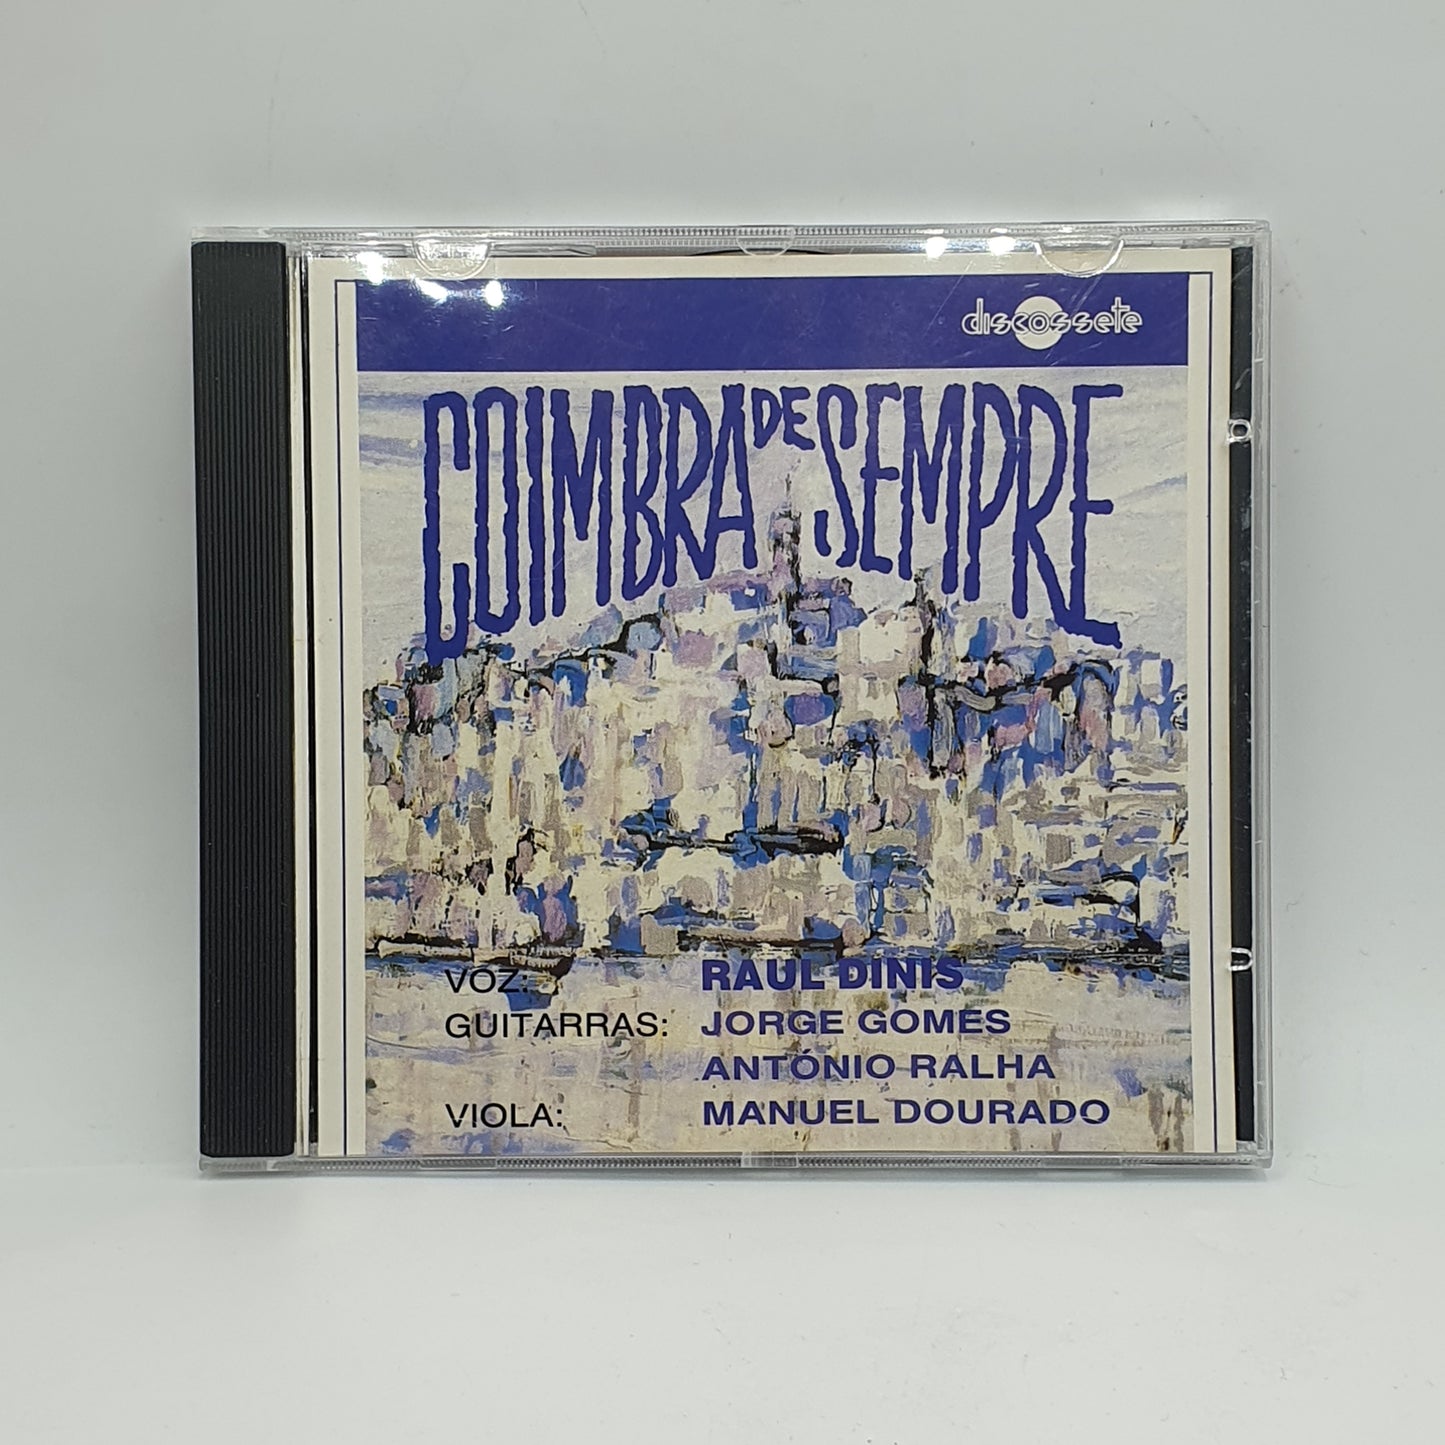 discossete
COIMBRA DE SEMPRE
VOZ: RAUL DINIS
GUITARRAS: JORGE GOMES
ANTÓNIO RALHA
VIOLA: MANUEL DOURADO